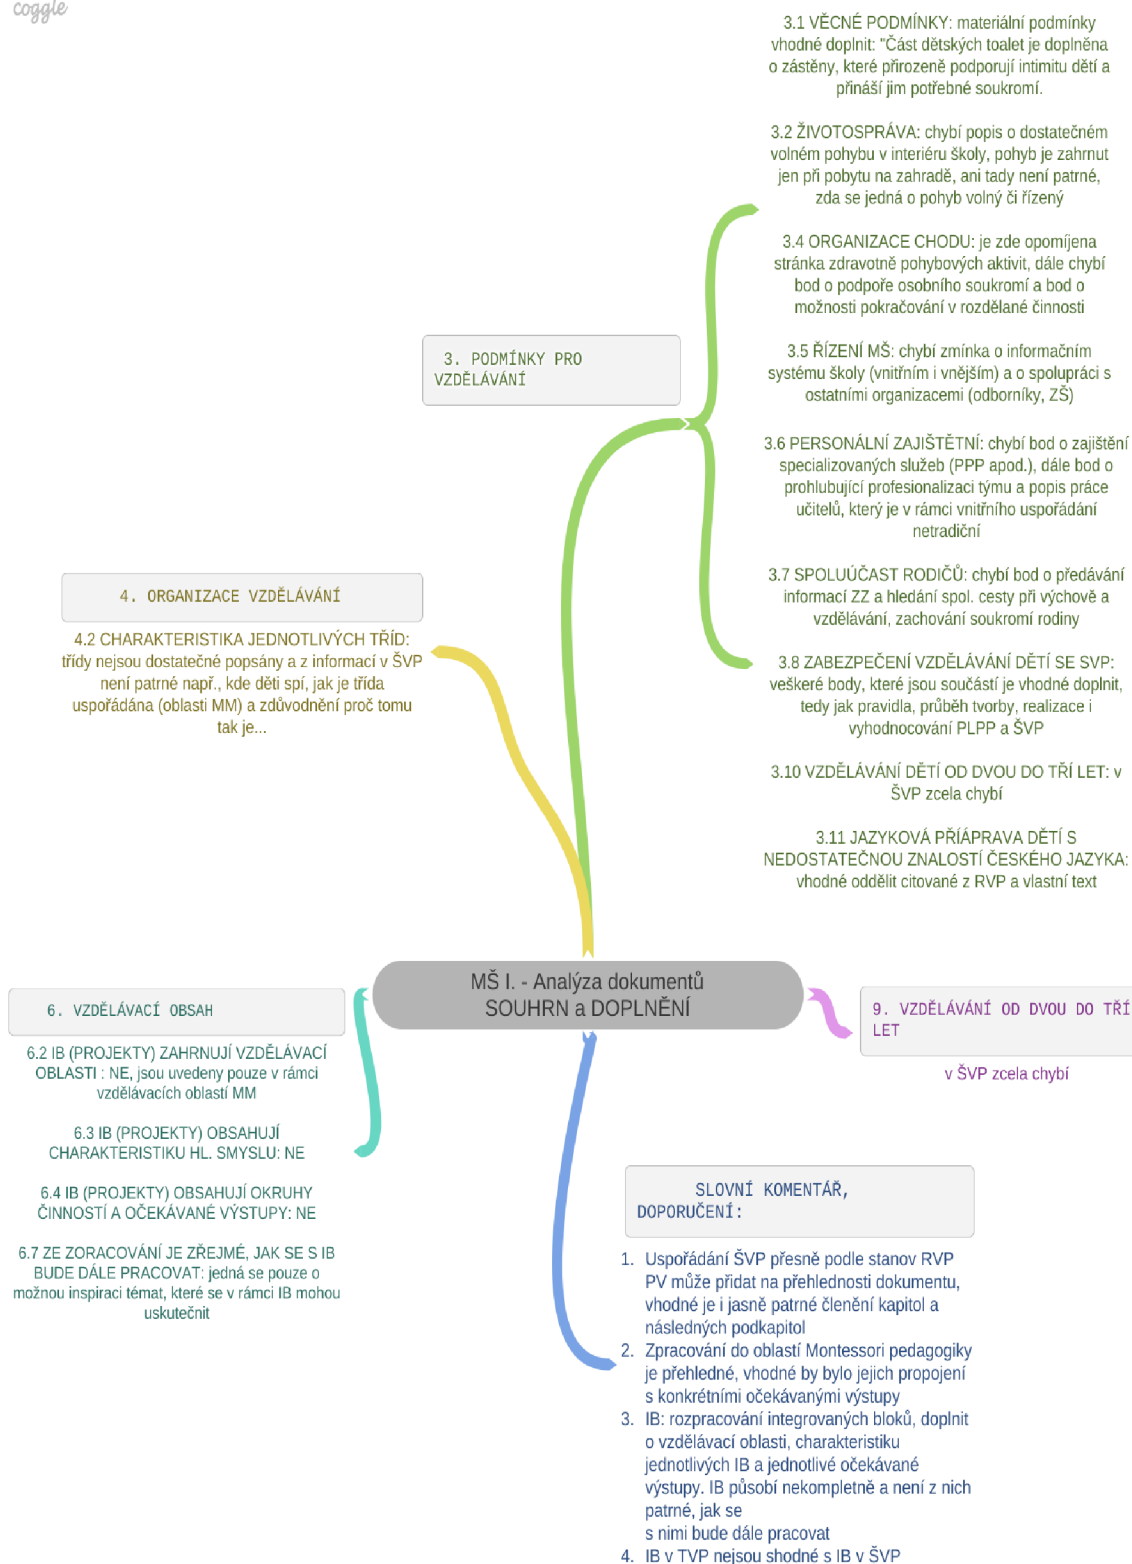 coggle
3.1 VĚCNÉ PODMÍNKY: materiální podmínky
vhodné doplnit: "Část dětských toalet je doplněna
o zástěny, které přirozeně podporují intimitu dětí a
přináší jim potřebné soukromí.
3.2 ŽIVOTOSPRÁVA: chybí popis o dostatečném
volném pohybu v interiéru školy, pohyb je zahrnut
jen při pobytu na zahradě, ani tady není patrné,
zda se jedná o pohyb volný či řízený
3.4 ORGANIZACE CHODU: je zde opomíjena
stránka zdravotně pohybových aktivit, dále chybí
bod o podpoře osobního soukromí a bod o
možnosti pokračování v rozdělané činnosti
3.5 ŘÍZENÍ MŠ: chybí zmínka o informačním
systému školy (vnitřním i vnějším) a o spolupráci s
ostatními organizacemi (odborníky, ZŠ)
3.6 PERSONÁLNÍ ZAJIŠTĚTNÍ: chybí bod o zajištění
specializovaných služeb (PPP apod.), dále bod o
prohlubující profesionalizaci týmu a popis práce
učitelů, který je v rámci vnitřního uspořádání
netradiční
3.7 SPOLUÚČAST RODIČŮ: chybí bod o předávání
informací ZZ a hledání spol. cesty při výchově a
vzdělávání, zachování soukromí rodiny
3.8 ZABEZPEČENÍ VZDĚLÁVÁNÍ DĚTÍ SE SVP:
veškeré body, které jsou součástí je vhodné doplnit,
tedy jak pravidla, průběh tvorby, realizace i
vyhodnocování PLPP a ŠVP
3.10 VZDĚLÁVÁNÍ DĚTÍ OD DVOU DO TŘÍ LET: v
ŠVP zcela chybí
3.11 JAZYKOVÁ PŘÍÁPRAVA DĚTÍ S
NEDOSTATEČNOU ZNALOSTÍ ČESKÉHO JAZYKA:
vhodné oddělit citované z RVP a vlastní text
3. PODMÍNKY PRO
VZDĚLÁVÁNÍ
4. ORGANIZACE VZDĚLÁVÁNÍ
4.2 CHARAKTERISTIKA JEDNOTLIVÝCH TŘÍD:
třídy nejsou dostatečné popsány a z informací v ŠVP
není patrné např., kde děti spí, jak je třída
uspořádána (oblasti MM) a zdůvodnění proč tomu
tak je...
MŠ I. - Analýza dokumentů
SOUHRN a DOPLNĚNÍ
6. VZDĚLÁVACÍ OBSAH
6.2 IB (PROJEKTY) ZAHRNUJÍ VZDĚLÁVACÍ
OBLASTI : NE, jsou uvedeny pouze v rámci
vzdělávacích oblastí MM
6.3 IB (PROJEKTY) OBSAHUJÍ
CHARAKTERISTIKU HL. SMYSLU: NE
6.4 IB (PROJEKTY) OBSAHUJÍ OKRUHY
ČINNOSTÍ A OČEKÁVANÉ VÝSTUPY: NE
6.7 ZE ZORACOVÁNÍ JE ZŘEJMÉ, JAK SE S IB
BUDE DÁLE PRACOVAT: jedná se pouze o
možnou inspiraci témat, které se v rámci IB mohou
uskutečnit
9. VZDĚLÁVÁNÍ OD DVOU DO TŘÍ
LET
v ŠVP zcela chybí
SLOVNÍ KOMENTÁŘ,
DOPORUČENÍ:
1. Uspořádání ŠVP přesně podle stanov RVP
PV může přidat na přehlednosti dokumentu,
vhodné je i jasně patrné členění kapitol a
následných podkapitol
2. Zpracování do oblastí Montessori pedagogiky
je přehledné, vhodné by bylo jejich propojení
s konkrétními očekávanými výstupy
3. IB: rozpracování integrovaných bloků, doplnit
o vzdělávací oblasti, charakteristiku
jednotlivých IB a jednotlivé očekávané
výstupy. IB působí nekompletně a není z nich
patrné, jak se
s nimi bude dále pracovat
4. IB v TVP nejsou shodné s IB v ŠVP